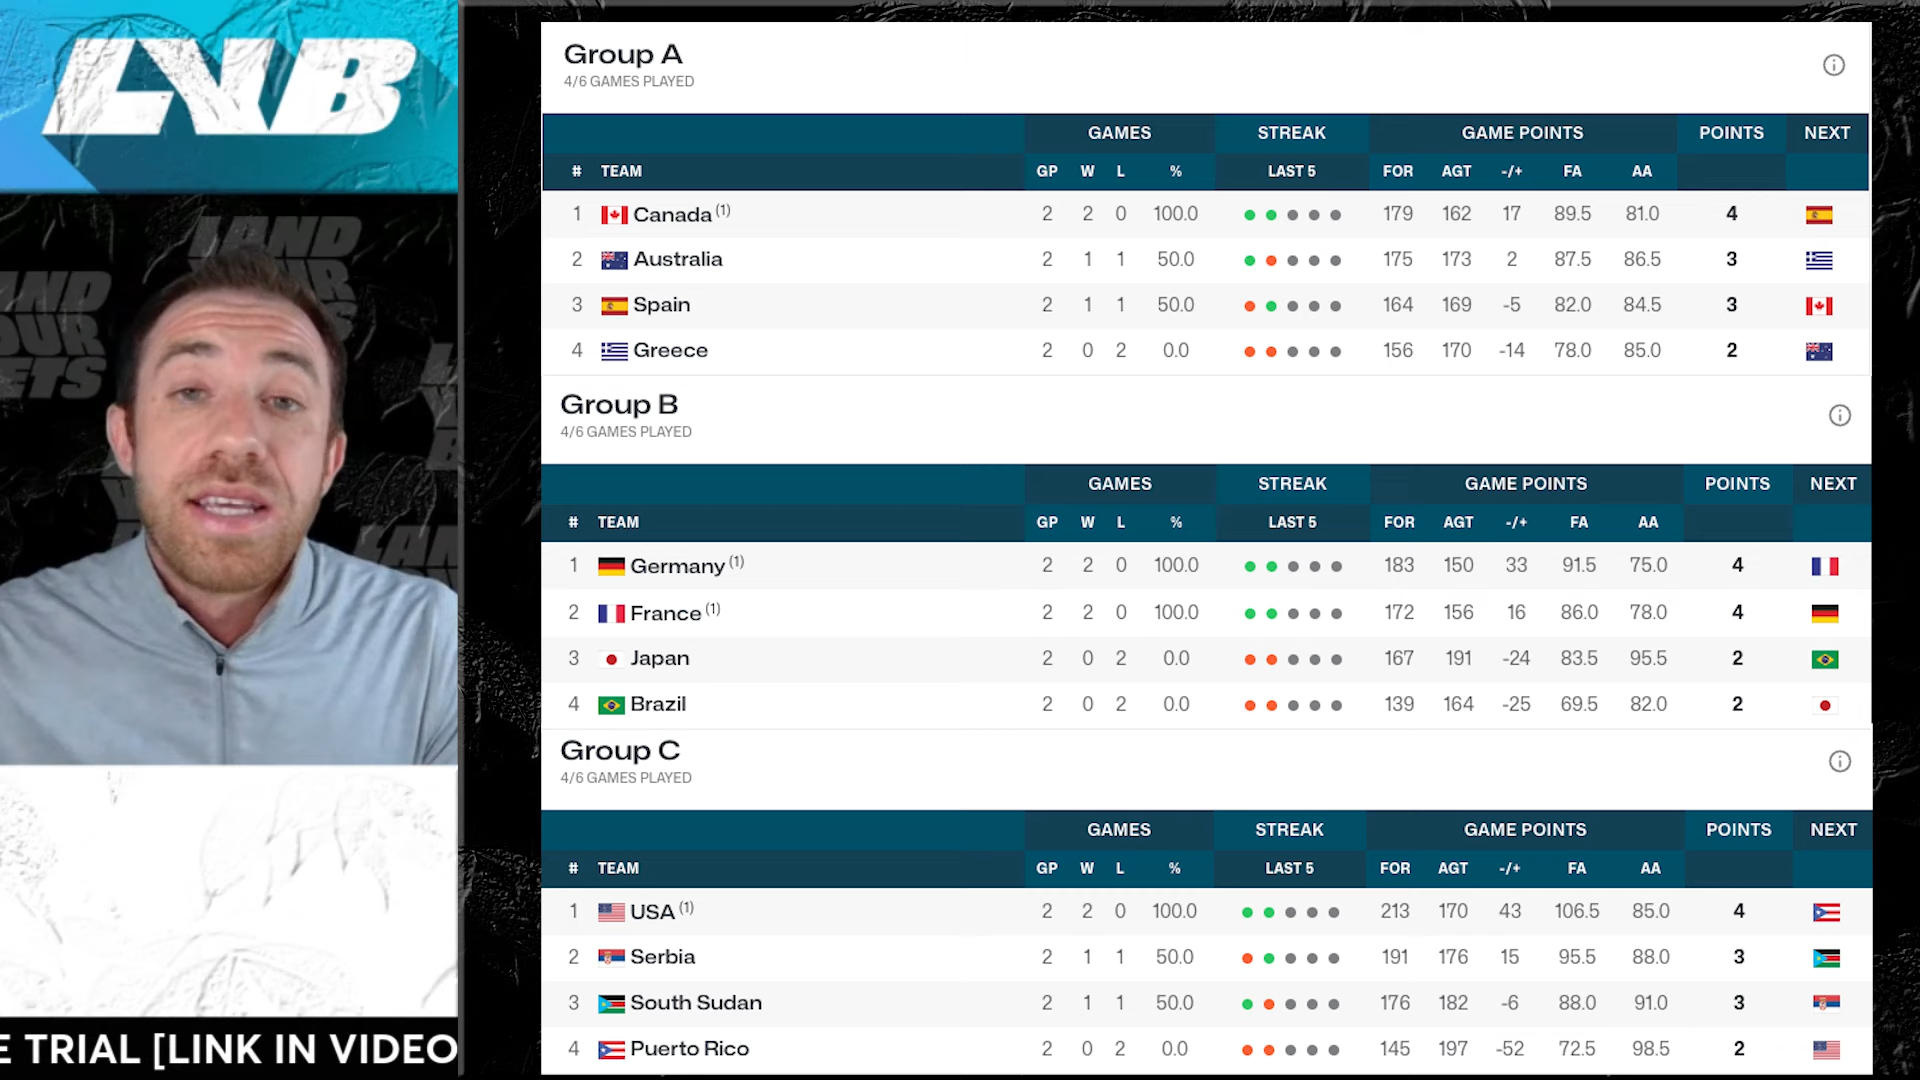 LYB
LAND
YOUR
BETS
E TRIAL [LINK IN VIDEO
Group A
4/6 GAMES PLAYED
GAMES STREAK GAME POINTS POINTS NEXT
# TEAM GP W L % LAST 5 FOR AGT -/+ FA AA
1 Canada (1) 2 2 0 100.0 179 162 17 89.5 81.0 4
2 Australia 2 1 1 50.0 175 173 2 87.5 86.5 3
3 Spain 2 1 1 50.0 164 169 -5 82.0 84.5 3
4 Greece 2 0 2 0.0 156 170 -14 78.0 85.0 2
Group B
4/6 GAMES PLAYED
GAMES STREAK GAME POINTS POINTS NEXT
# TEAM GP W L % LAST 5 FOR AGT -/+ FA AA
1 Germany (1) 2 2 0 100.0 183 150 33 91.5 75.0 4
2 France (1) 2 2 0 100.0 172 156 16 86.0 78.0 4
3 Japan 2 0 2 0.0 167 191 -24 83.5 95.5 2
4 Brazil 2 0 2 0.0 139 164 -25 69.5 82.0 2
Group C
4/6 GAMES PLAYED
GAMES STREAK GAME POINTS POINTS NEXT
# TEAM GP W L % LAST 5 FOR AGT -/+ FA AA
1 USA (1) 2 2 0 100.0 213 170 43 106.5 85.0 4
2 Serbia 2 1 1 50.0 191 176 15 95.5 88.0 3
3 South Sudan 2 1 1 50.0 176 182 -6 88.0 91.0 3
4 Puerto Rico 2 0 2 0.0 145 197 -52 72.5 98.5 2